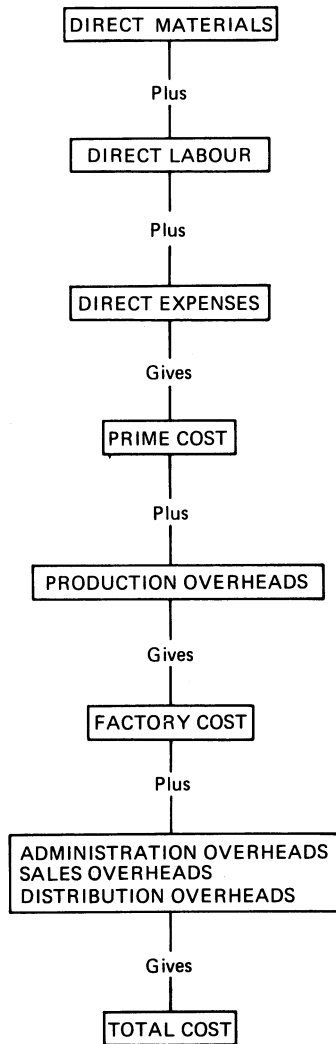 DIRECT MATERIALS
Plus
DIRECT LABOUR
Plus
DIRECT EXPENSES
Gives
PRIME COST
Plus
PRODUCTION OVERHEADS
Gives
FACTORY COST
Plus
ADMINISTRATION OVERHEADS
SALES OVERHEADS
DISTRIBUTION OVERHEADS
Gives
TOTAL COST